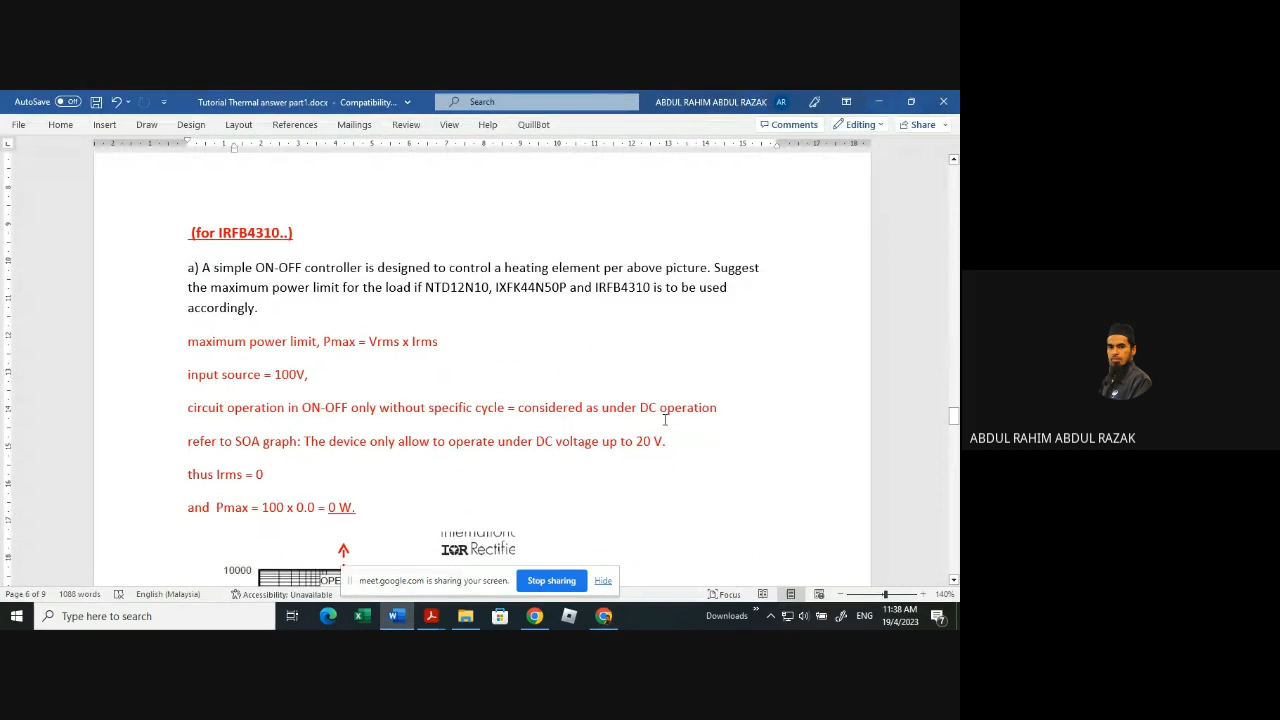 AutoSave Off Tutorial Thermal answer part1.docx - Compatibility... Search ABDUL RAHIM ABDUL RAZAK AR
File Home Insert Draw Design Layout References Mailings Review View Help QuillBot Comments Editing Share
(for IRFB4310..)
a) A simple ON-OFF controller is designed to control a heating element per above picture. Suggest
the maximum power limit for the load if NTD12N10, IXFK44N50P and IRFB4310 is to be used
accordingly.
maximum power limit, Pmax = Vrms x Irms
input source = 100V,
circuit operation in ON-OFF only without specific cycle = considered as under DC operation
refer to SOA graph: The device only allow to operate under DC voltage up to 20 V.
thus Irms = 0
and Pmax = 100 x 0.0 = 0 W.
IOR Rectifie
10000 OPE
meet.google.com is sharing your screen. Stop sharing Hide
Page 6 of 9 1088 words English (Malaysia) Accessibility: Unavailable Focus 140%
Type here to search Downloads ENG 11:38 AM
19/4/2023 7
ABDUL RAHIM ABDUL RAZAK